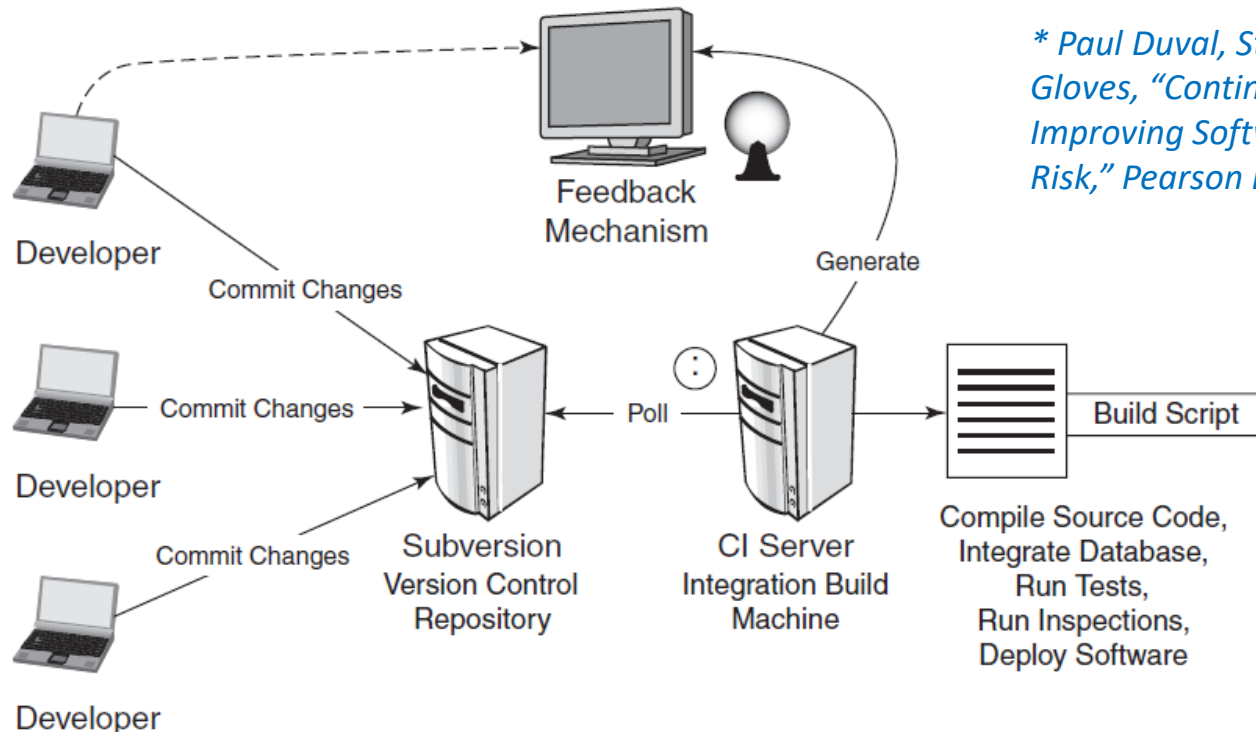 * Paul Duval, St
Gloves, “Contin
Improving Softw
Risk,” Pearson
Feedback
Mechanism
Developer
Generate
Commit Changes
Commit Changes
Poll
Build Script
Developer
Commit Changes
Subversion
Version Control
Repository
CI Server
Integration Build
Machine
Compile Source Code,
Integrate Database,
Run Tests,
Run Inspections,
Deploy Software
Developer